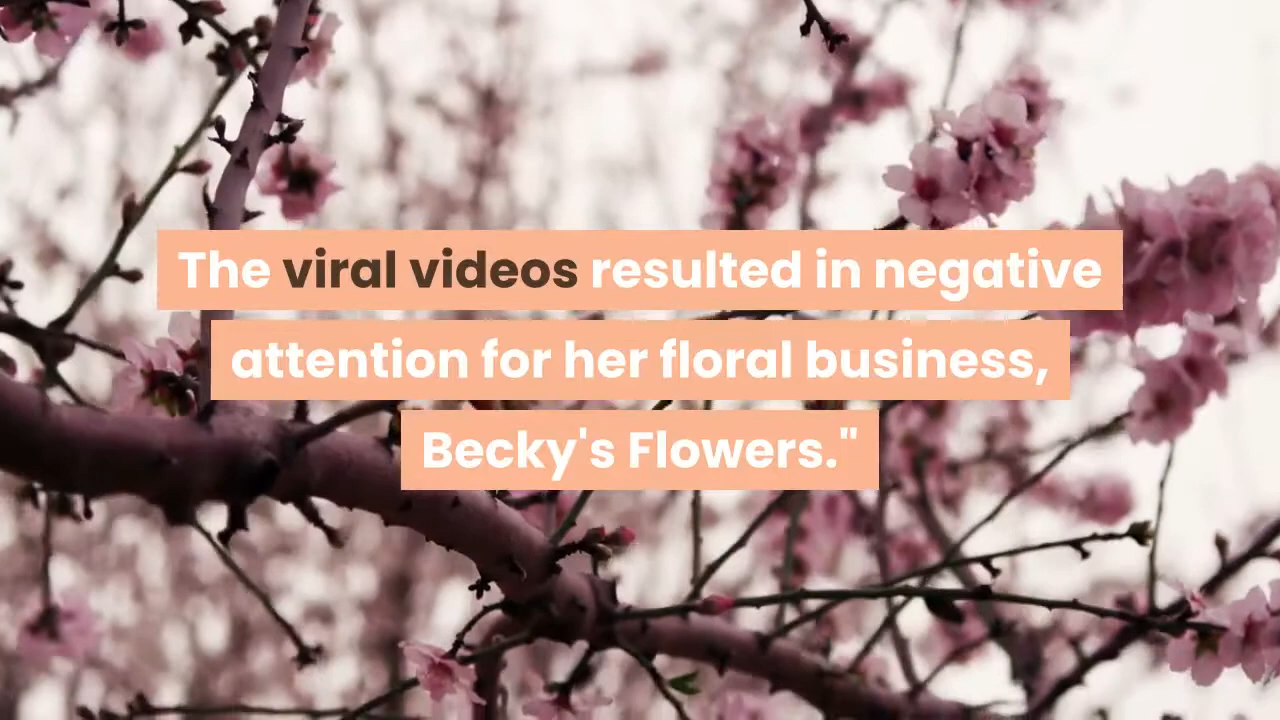 The viral videos resulted in negative
attention for her floral business,
Becky's Flowers."